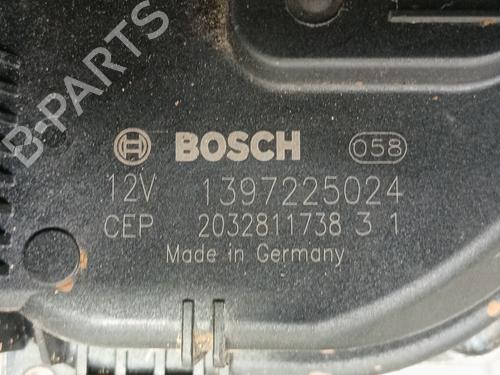 B-PARTS
BOSCH 058
12V 1397225024
CEP 2032811738 3 1
Made in Germany